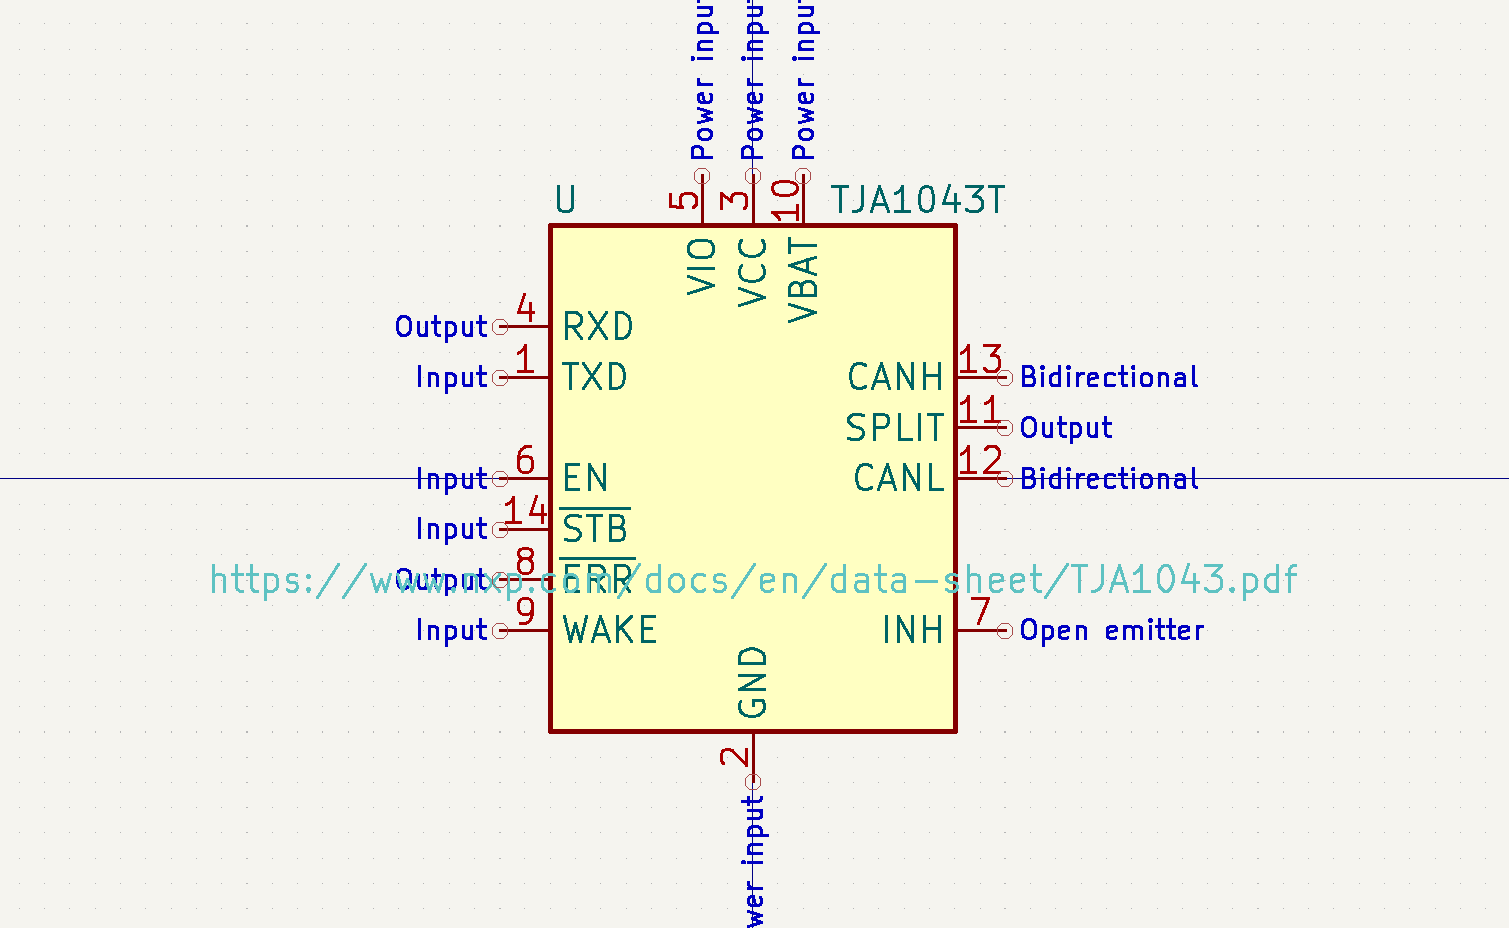 Power input
Power input
Power input
5
3
10
U
TJA1043T
VIO
VCC
VBAT
Output 4 RXD
Input 1 TXD
CANH 13 Bidirectional
SPLIT 11 Output
Input 6 EN
CANL 12 Bidirectional
Input 14 STB
Output 8 ERR
https://www.nxp.com/docs/en/data-sheet/TJA1043.pdf
Input 9 WAKE
INH 7 Open emitter
GND
2
wer input